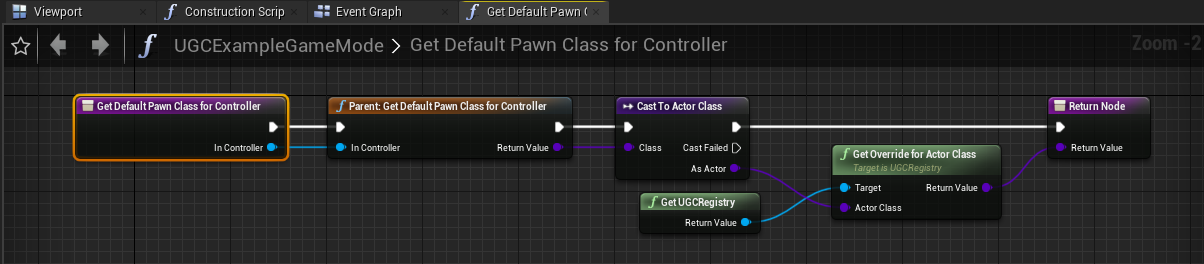 Viewport
Construction Scrip
Event Graph
Get Default Pawn C
UGCExampleGameMode > Get Default Pawn Class for Controller
Zoom -2
Get Default Pawn Class for Controller
In Controller
Parent: Get Default Pawn Class for Controller
In Controller
Return Value
Cast To Actor Class
Class
Cast Failed
As Actor
Get UGCRegistry
Return Value
Get Override for Actor Class
Target is UGCRegistry
Target
Return Value
Actor Class
Return Node
Return Value